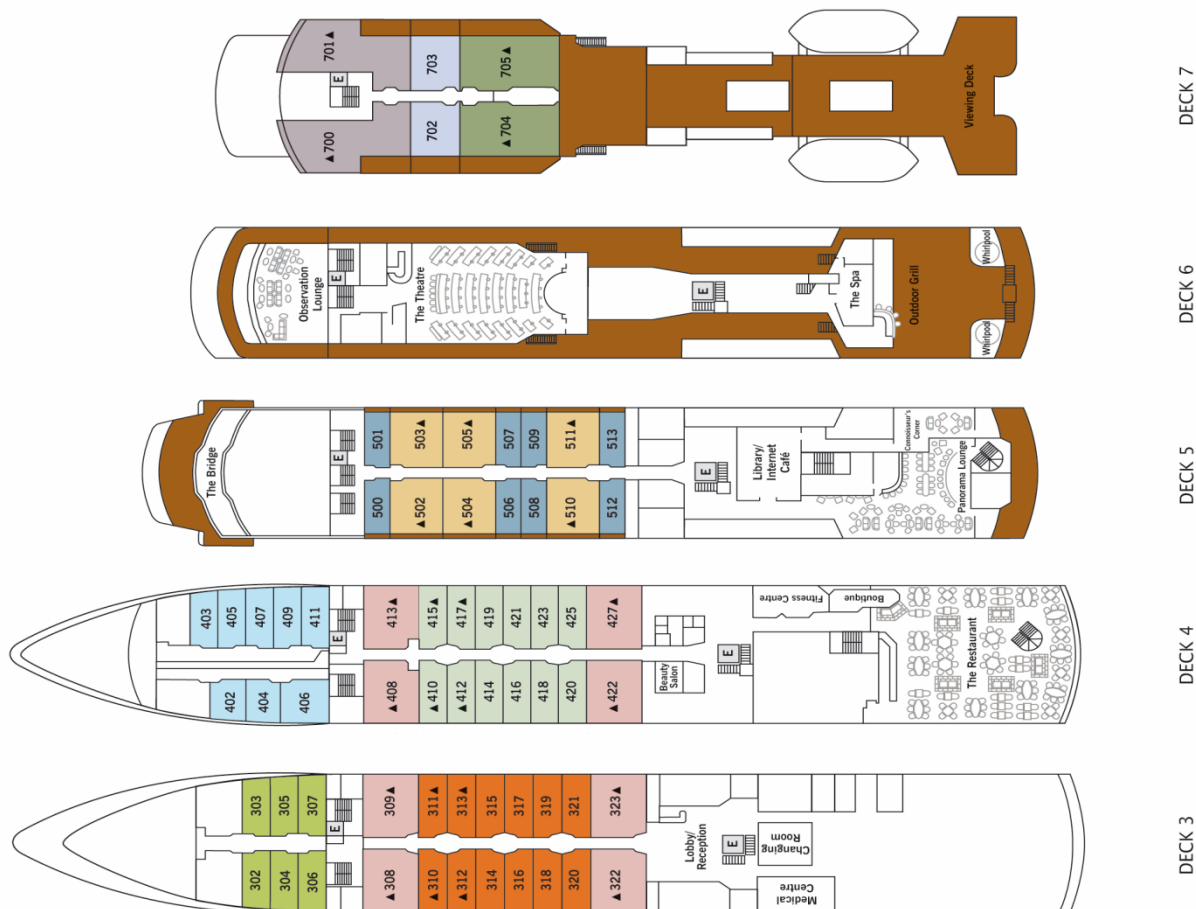 DECK 7
701▲
703
705▲
▲700
702
▲704
E
Viewing Deck
DECK 6
Observation
Lounge
E
The Theatre
E
The Spa
Outdoor Grill
Whirlpool
Whirlpool
DECK 5
The Bridge
E
501
503▲
505▲
507
509
511▲
513
500
▲502
▲504
506
508
▲510
512
E
Library/
Internet
Café
Connoisseur's
Corner
Panorama Lounge
DECK 4
403
405
407
409
411
E
413▲
415▲
417▲
419
421
423
425
427▲
402
404
406
▲408
▲410
▲412
414
416
418
420
▲422
Beauty
Salon
E
Fitness Centre
Boutique
The Restaurant
DECK 3
303
305
307
E
309▲
311▲
313▲
315
317
319
321
323▲
302
304
306
▲308
▲310
▲312
314
316
318
320
▲322
Lobby/
Reception
E
Changing
Room
Medical
Centre